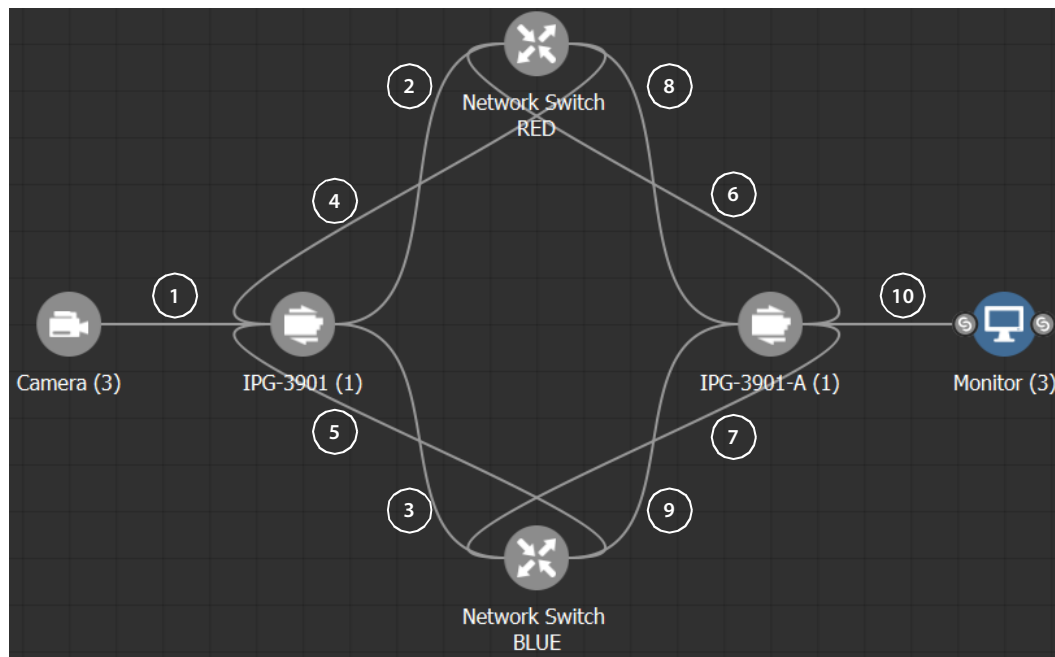 2
8
Network Switch
RED
4
6
1
10
Camera (3)
IPG-3901 (1)
IPG-3901-A (1)
Monitor (3)
5
7
3
9
Network Switch
BLUE